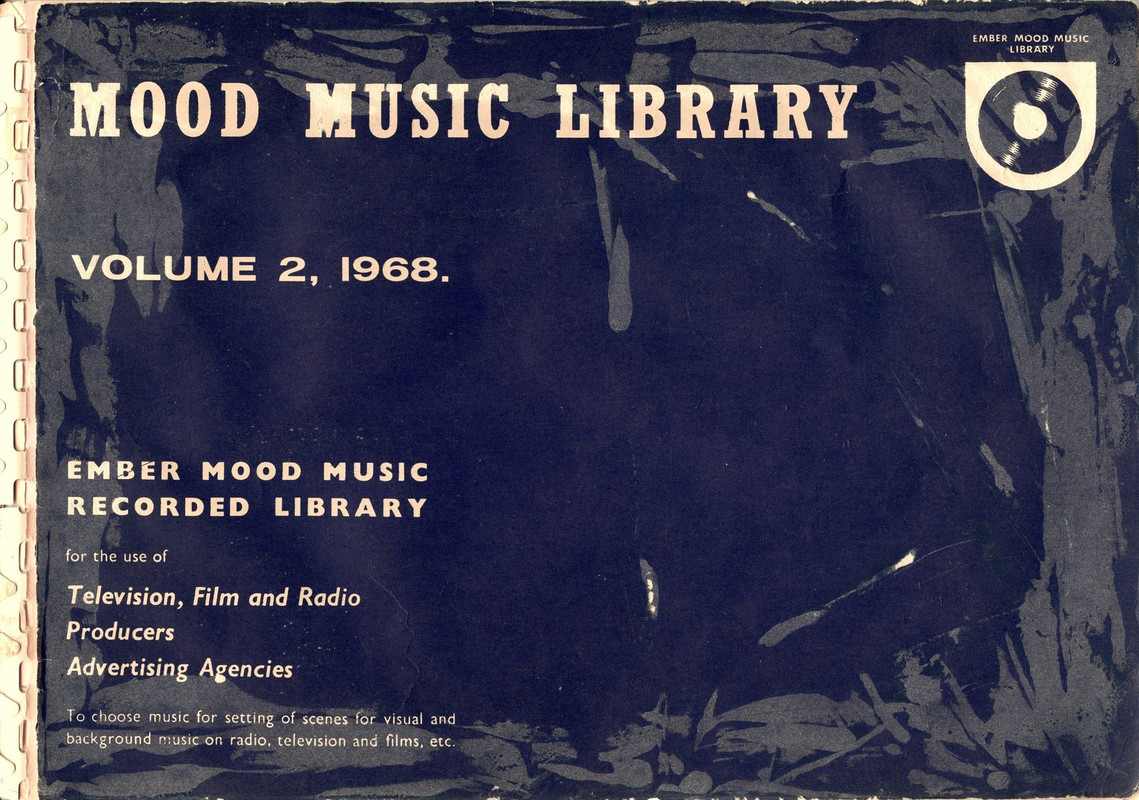 EMBER MOOD MUSIC
LIBRARY
MOOD MUSIC LIBRARY
VOLUME 2, 1968.
EMBER MOOD MUSIC
RECORDED LIBRARY
for the use of
Television, Film and Radio
Producers
Advertising Agencies
To choose music for setting of scenes for visual and
background music on radio, television and films, etc.